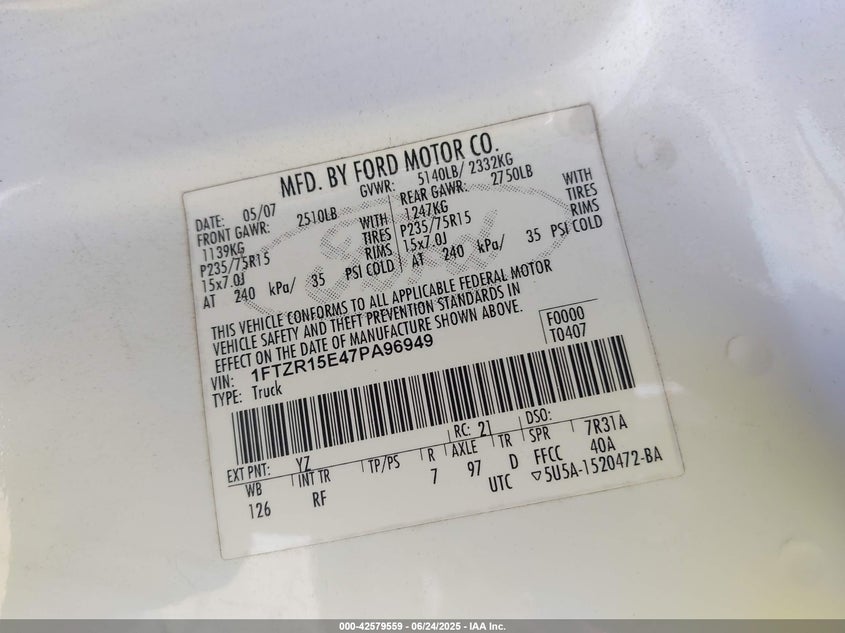 MFD. BY FORD MOTOR CO.
DATE: 05/07 GVWR: 5140LB/ 2332KG
FRONT GAWR: 2510LB REAR GAWR: 2750LB
1139KG WITH 1247KG WITH
P235/75R15 TIRES P235/75R15 TIRES
15x7.0J RIMS 15x7.0J RIMS
AT 240 kPa/ 35 PSI COLD AT 240 kPa/ 35 PSI COLD
THIS VEHICLE CONFORMS TO ALL APPLICABLE FEDERAL MOTOR
VEHICLE SAFETY AND THEFT PREVENTION STANDARDS IN
EFFECT ON THE DATE OF MANUFACTURE SHOWN ABOVE.
VIN: 1FTZR15E47PA96949 F0000
TYPE: Truck T0407
EXT PNT: YZ RC: 21 DSO:
WB INT TR TP/PS R AXLE TR SPR 7R31A
126 RF 7 97 D FFCC 40A
UTC ▽5U5A-1520472-BA
000-42579559 / 06/24/2025 - IAA Inc.